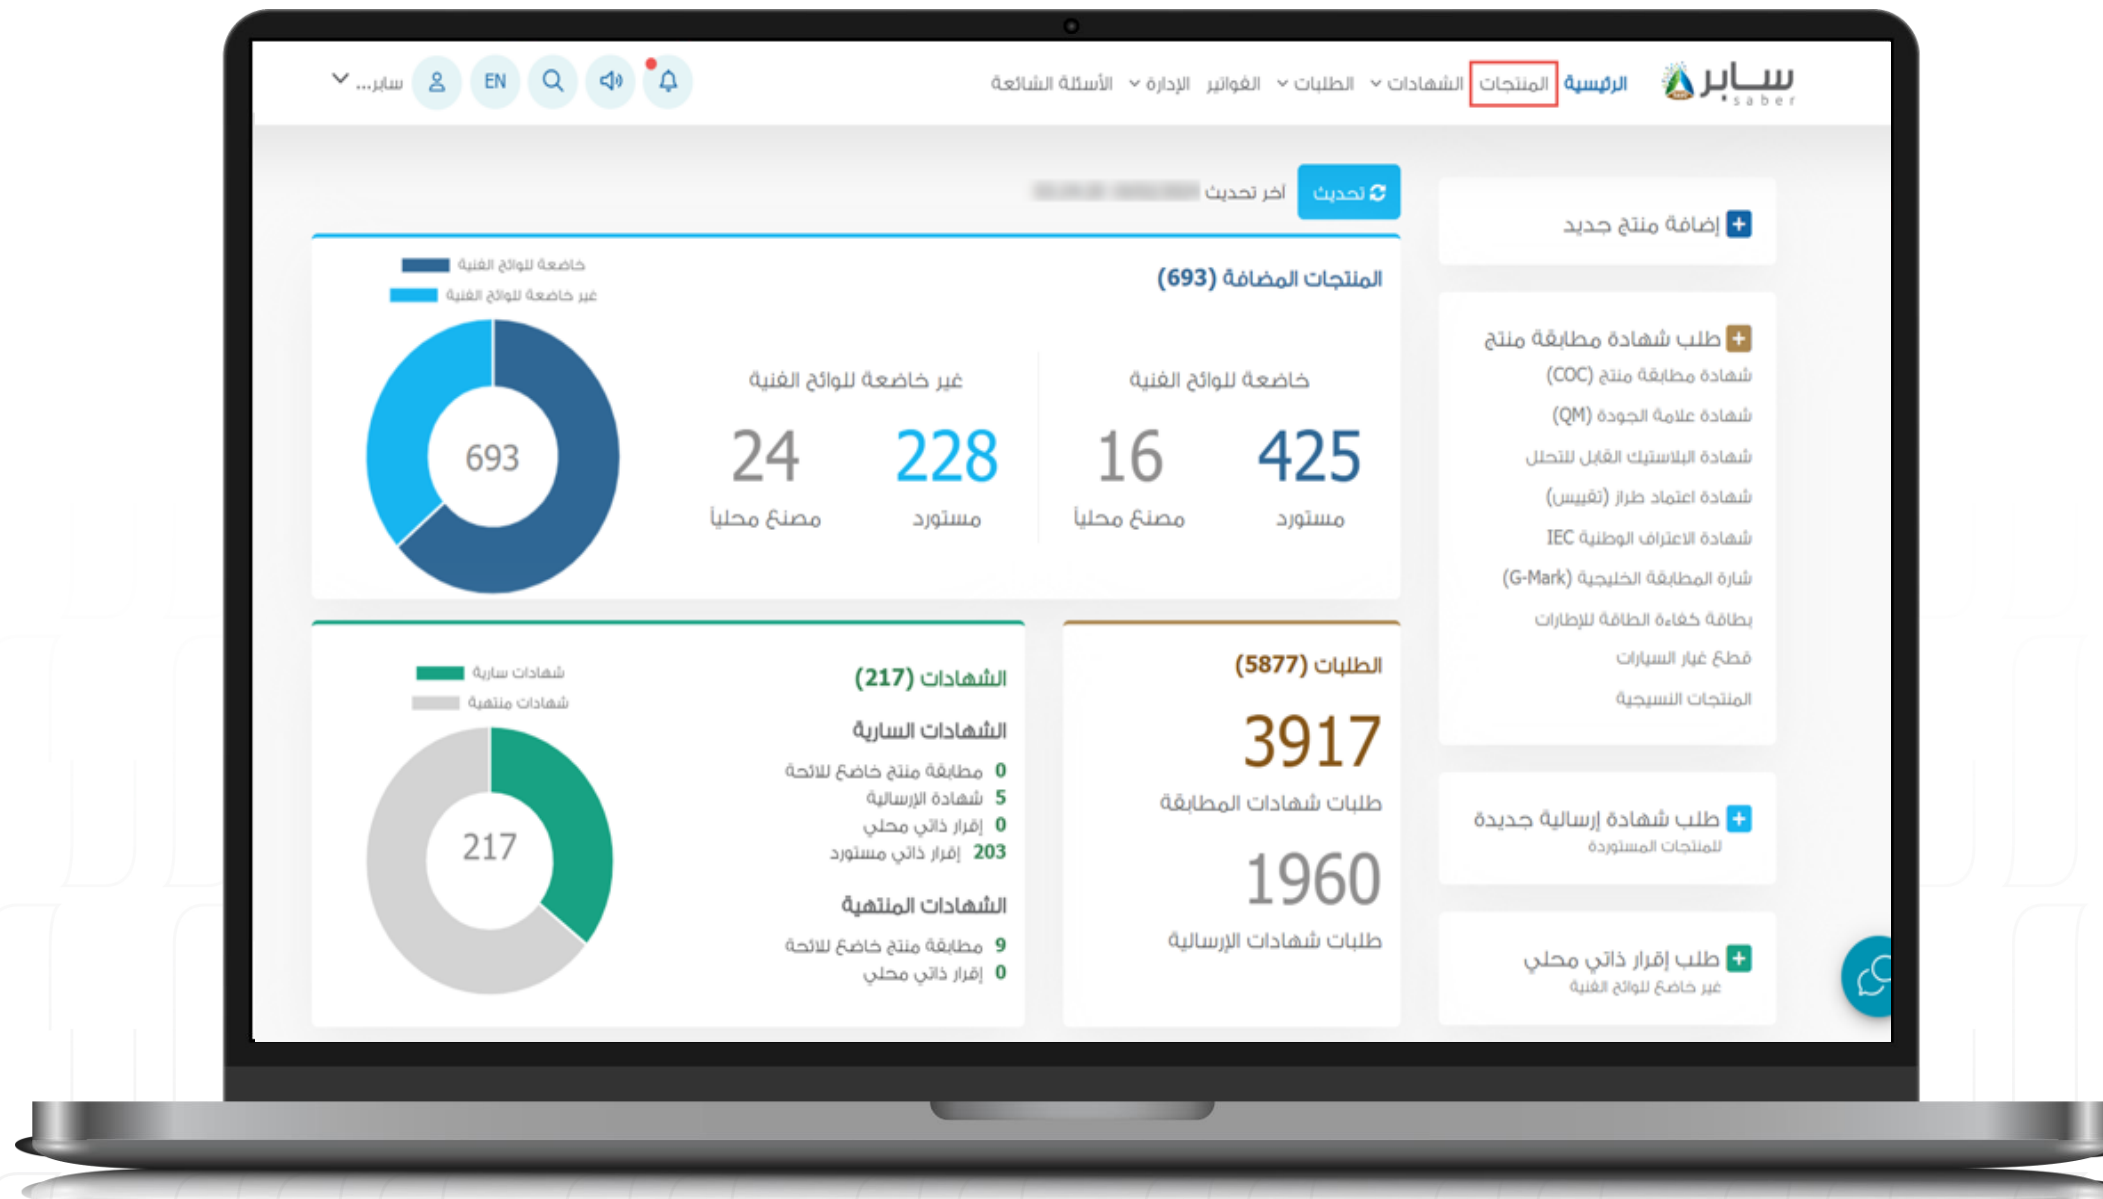 سابر
saber
الرئيسية المنتجات الشهادات الطلبات الفواتير الإدارة الأسئلة الشائعة EN سابر...
تحديث آخر تحديث
إضافة منتج جديد
طلب شهادة مطابقة منتج
شهادة مطابقة منتج (COC)
شهادة علامة الجودة (QM)
شهادة البلاستيك القابل للتحلل
شهادة اعتماد طراز (تقييس)
شهادة الاعتراف الوطنية IEC
شارة المطابقة الخليجية (G-Mark)
بطاقة كفاءة الطاقة للإطارات
قطع غيار السيارات
المنتجات النسيجية
طلب شهادة إرسالية جديدة
للمنتجات المستوردة
طلب إقرار ذاتي محلي
غير خاضع للوائح الفنية
المنتجات المضافة (693)
خاضعة للوائح الفنية
425
مستورد
16
مصنع محلياً
غير خاضعة للوائح الفنية
228
مستورد
24
مصنع محلياً
خاضعة للوائح الفنية
غير خاضعة للوائح الفنية
693
الطلبات (5877)
3917
طلبات شهادات المطابقة
1960
طلبات شهادات الإرسالية
الشهادات (217)
الشهادات السارية
0 مطابقة منتج خاضع للائحة
5 شهادة الإرسالية
0 إقرار ذاتي محلي
203 إقرار ذاتي مستورد
الشهادات المنتهية
9 مطابقة منتج خاضع للائحة
0 إقرار ذاتي محلي
شهادات سارية
شهادات منتهية
217